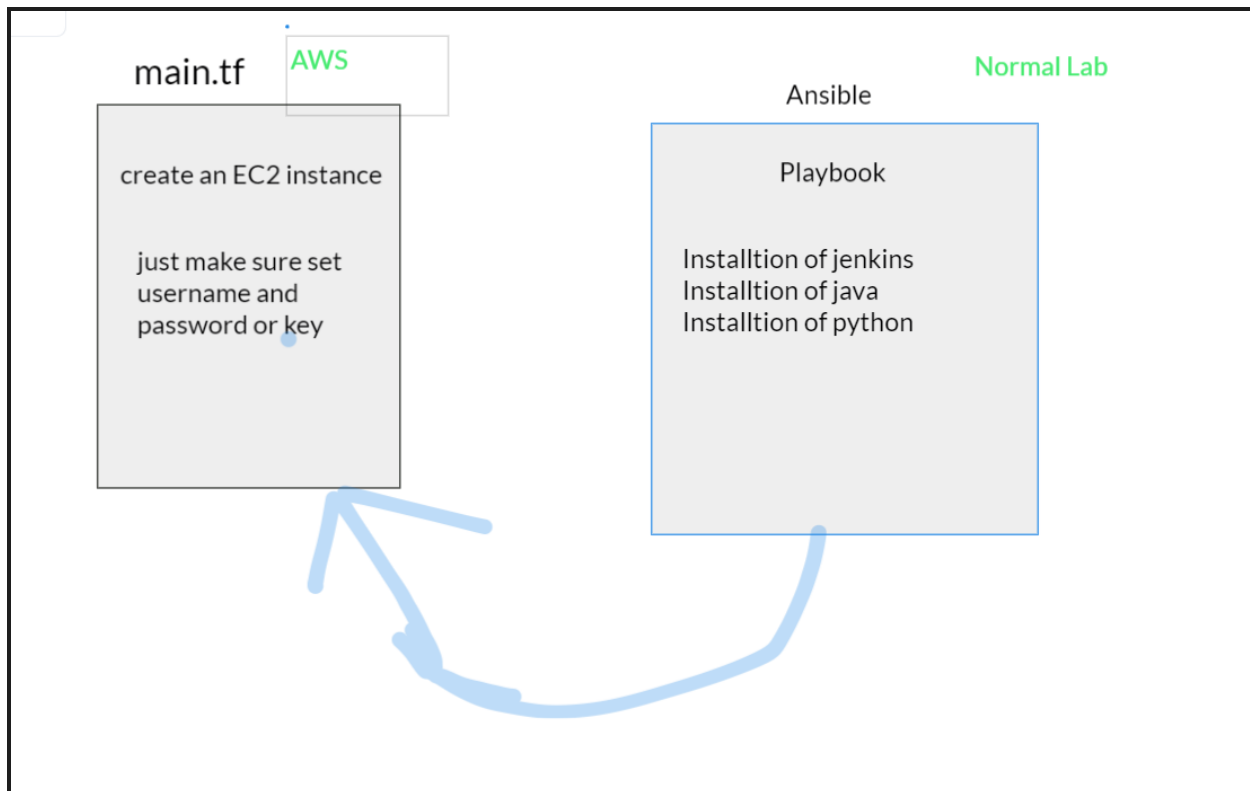 main.tf
AWS
create an EC2 instance
just make sure set
username and
password or key
Normal Lab
Ansible
Playbook
Installtion of jenkins
Installtion of java
Installtion of python